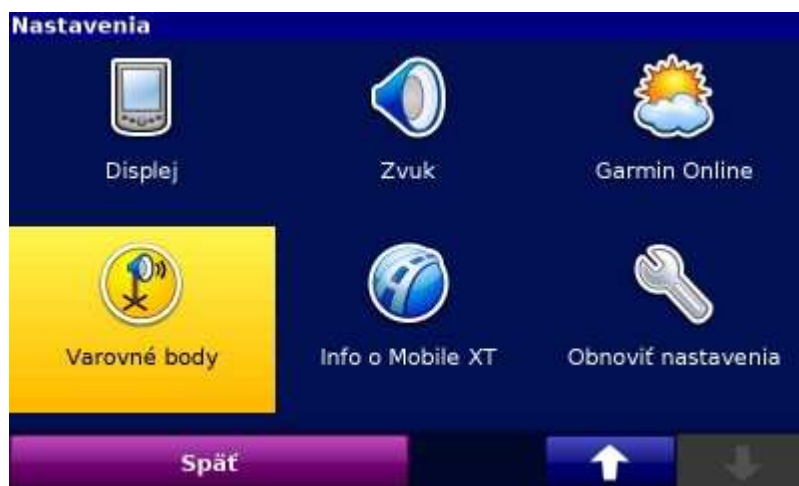 Nastavenia
Displej
Zvuk
Garmin Online
Varovné body
Info o Mobile XT
Obnoviť nastavenia
Späť